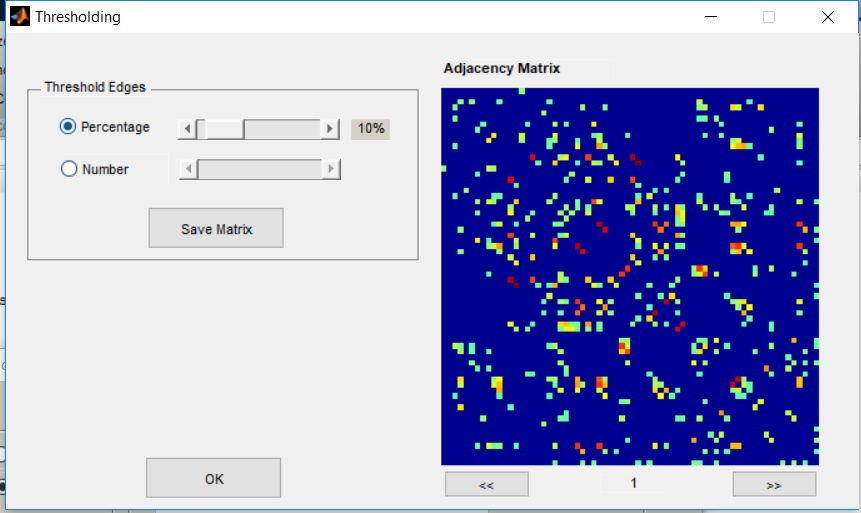 Thresholding
Adjacency Matrix
Threshold Edges
Percentage
10%
Number
Save Matrix
OK
<<
1
>>